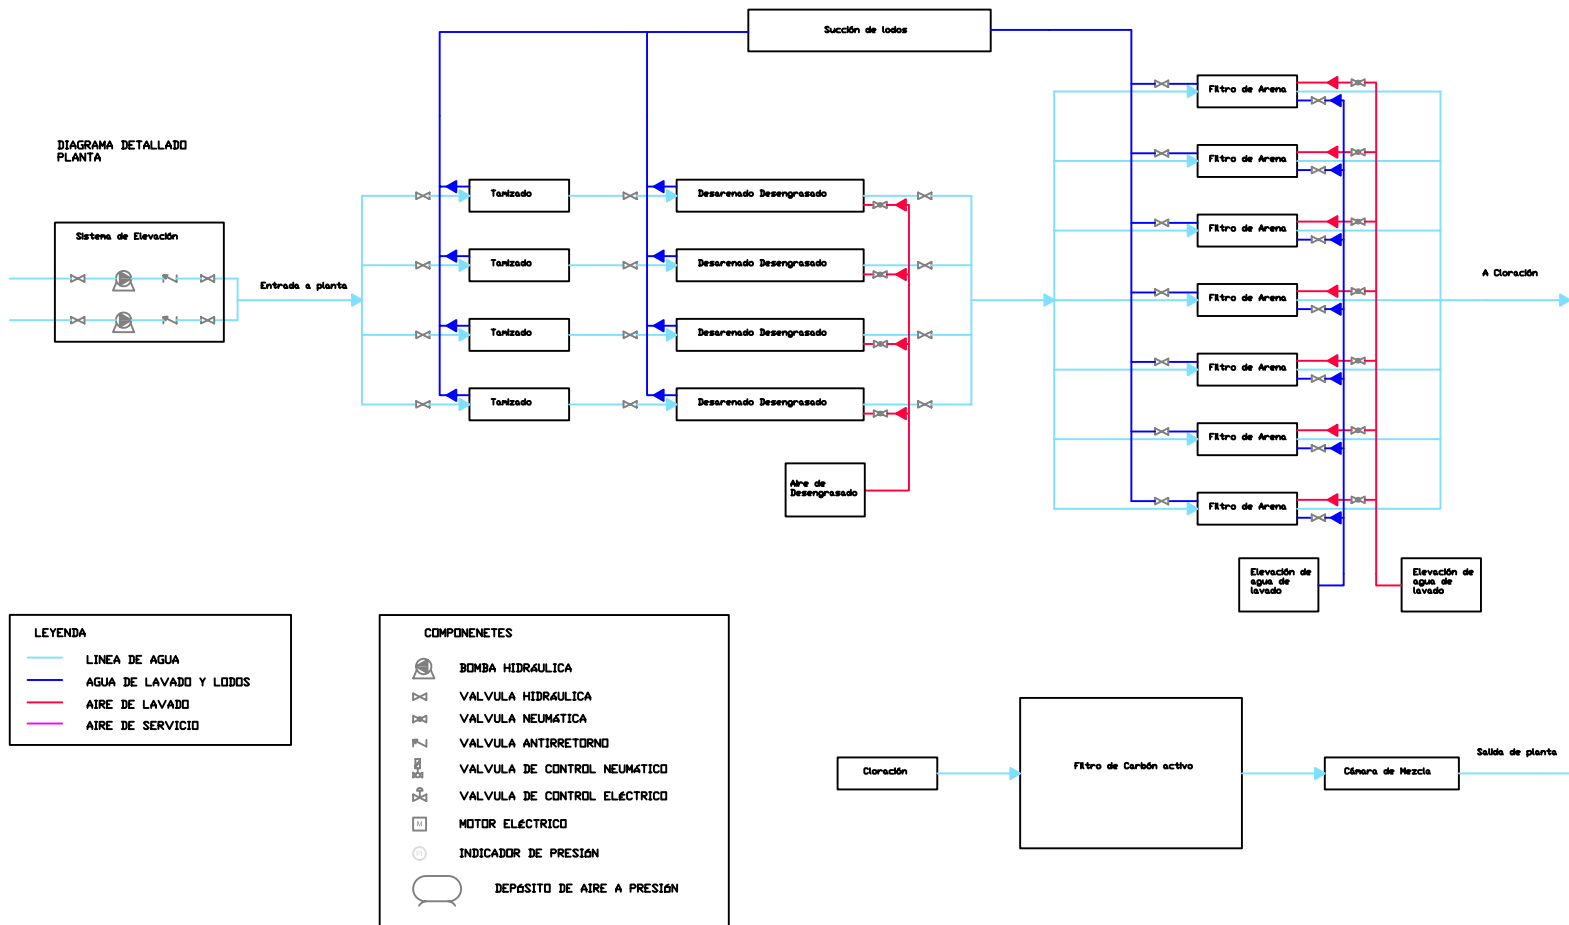 Succión de lodos
DIAGRAMA DETALLADO
PLANTA
Sistema de Elevación
Entrada a planta
Tamizado
Desarenado Desengrasado
Tamizado
Desarenado Desengrasado
Tamizado
Desarenado Desengrasado
Tamizado
Desarenado Desengrasado
Aire de
Desengrasado
Filtro de Arena
Filtro de Arena
Filtro de Arena
Filtro de Arena
Filtro de Arena
Filtro de Arena
Filtro de Arena
A Cloración
Elevación de
agua de
lavado
Elevación de
agua de
lavado
LEYENDA
LINEA DE AGUA
AGUA DE LAVADO Y LODOS
AIRE DE LAVADO
AIRE DE SERVICIO
COMPONENETES
BOMBA HIDRÁULICA
VALVULA HIDRÁULICA
VALVULA NEUMÁTICA
VALVULA ANTIRRETORNO
VALVULA DE CONTROL NEUMÁTICO
VALVULA DE CONTROL ELÉCTRICO
M
MOTOR ELÉCTRICO
PI
INDICADOR DE PRESIÓN
DEPÓSITO DE AIRE A PRESIÓN
Cloración
Filtro de Carbón activo
Cámara de Mezcla
Salida de planta